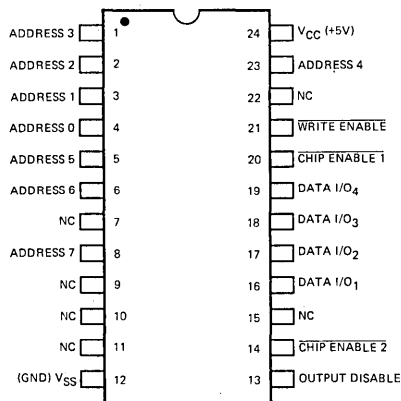 ADDRESS 3 1 24 VCC (+5V)
ADDRESS 2 2 23 ADDRESS 4
ADDRESS 1 3 22 NC
ADDRESS 0 4 21 WRITE ENABLE
ADDRESS 5 5 20 CHIP ENABLE 1
ADDRESS 6 6 19 DATA I/O4
NC 7 18 DATA I/O3
ADDRESS 7 8 17 DATA I/O2
NC 9 16 DATA I/O1
NC 10 15 NC
NC 11 14 CHIP ENABLE 2
(GND) VSS 12 13 OUTPUT DISABLE